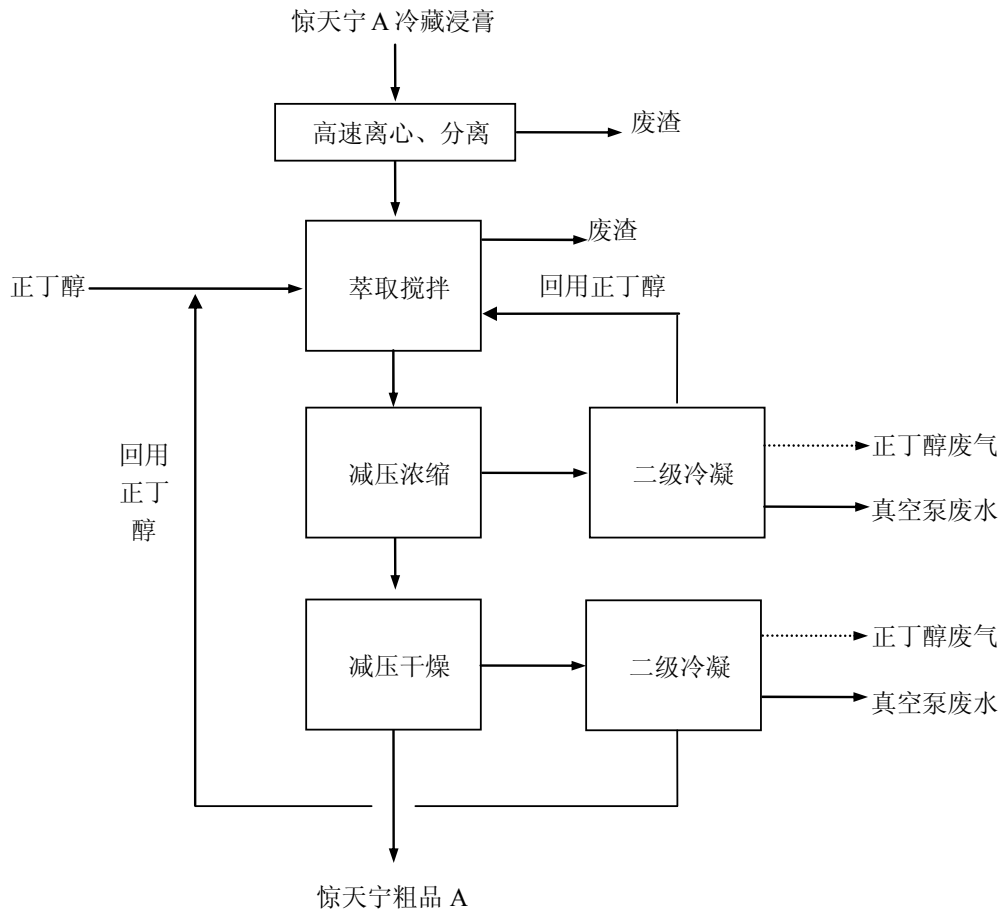 惊天宁 A 冷藏浸膏
高速离心、分离
废渣
废渣
正丁醇
萃取搅拌
回用正丁醇
回用
正丁
醇
减压浓缩
二级冷凝
正丁醇废气
真空泵废水
减压干燥
二级冷凝
正丁醇废气
真空泵废水
惊天宁粗品 A